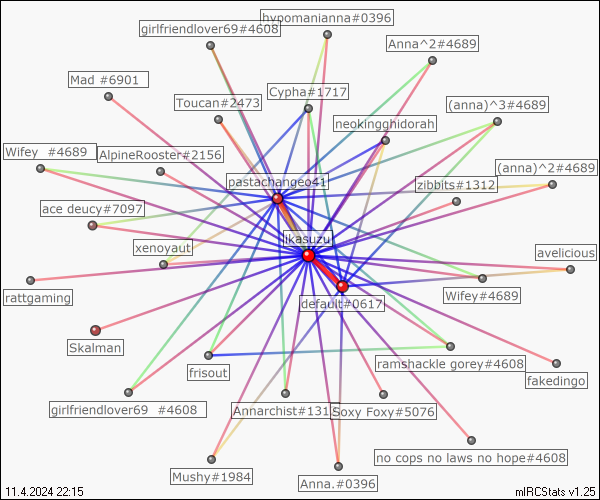 hypomanianna#0396
girlfriendlover69#4608
Anna^2#4689
Mad #6901
Cypha#1717
Toucan#2473
(anna)^3#4689
neokingghidorah
Wifey  #4689
AlpineRooster#2156
(anna)^2#4689
pastachangeo41
zibbits#1312
ace deucy#7097
ikasuzu
xenoyaut
avelicious
rattgaming
Wifey#4689
default#0617
Skalman
ramshackle gorey#4608
frisout
fakedingo
girlfriendlover69  #4608
Annarchist#131
Soxy Foxy#5076
no cops no laws no hope#4608
Mushy#1984
Anna.#0396
11.4.2024 22:15
mIRCStats v1.25